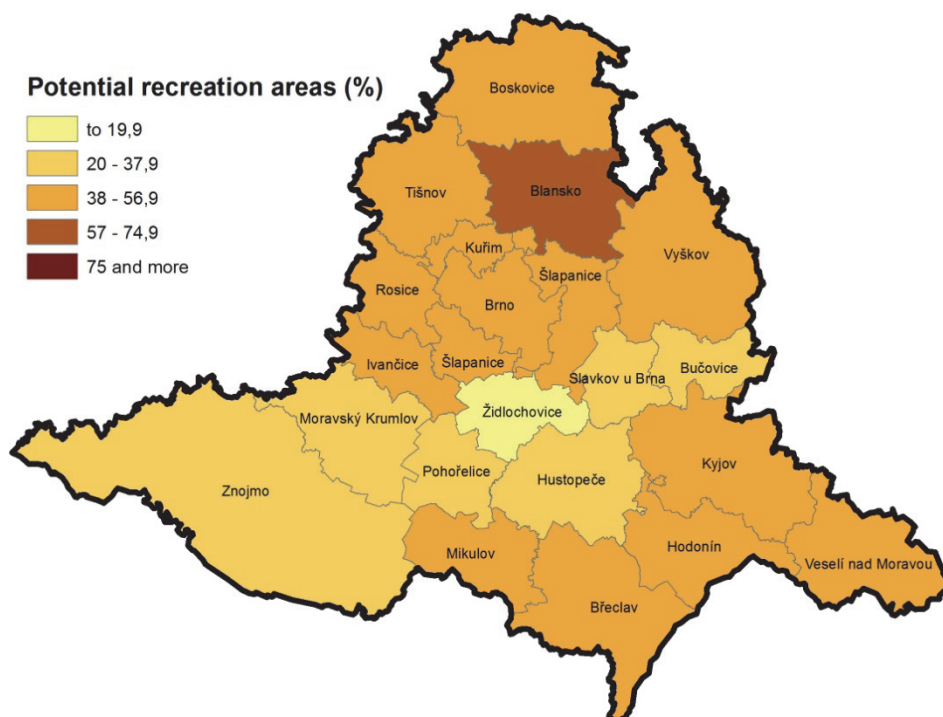 Potential recreation areas (%)
to 19,9
20 - 37,9
38 - 56,9
57 - 74,9
75 and more
Boskovice
Tišnov
Blansko
Kuřim
Šlapanice
Vyškov
Rosice
Brno
Ivančice
Šlapanice
Slavkov u Brna
Bučovice
Moravský Krumlov
Židlochovice
Znojmo
Pohořelice
Hustopeče
Kyjov
Mikulov
Hodonín
Veselí nad Moravou
Břeclav